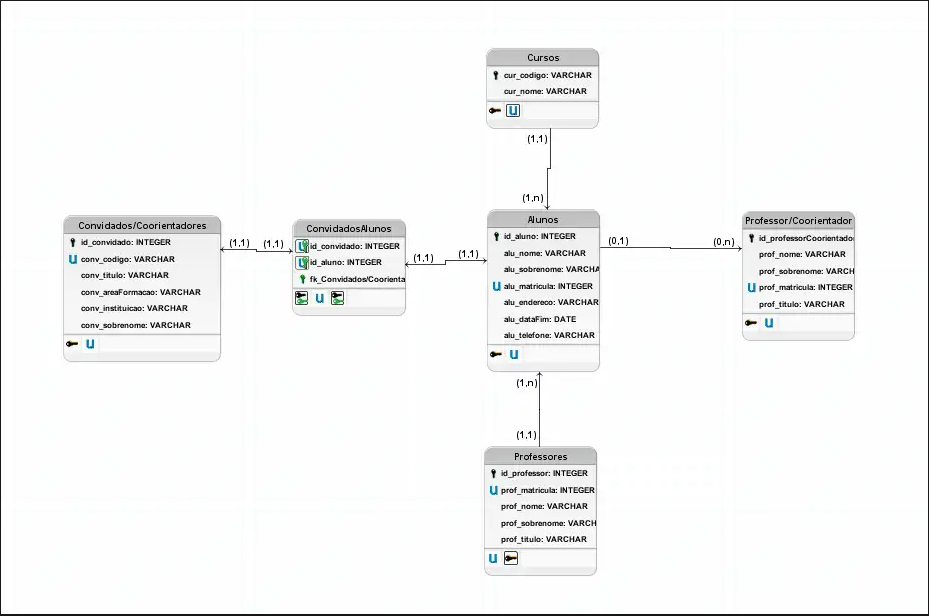 Cursos
cur_codigo: VARCHAR
cur_nome: VARCHAR
(1,1)
(1,n)
Convidados/Coorientadores
id_convidado: INTEGER
conv_codigo: VARCHAR
conv_titulo: VARCHAR
conv_areaFormacao: VARCHAR
conv_instituicao: VARCHAR
conv_sobrenome: VARCHAR
(1,1)
(1,1)
ConvidadosAlunos
id_convidado: INTEGER
id_aluno: INTEGER
fk_Convidados/Coorienta
(1,1)
(1,1)
Alunos
id_aluno: INTEGER
alu_nome: VARCHAR
alu_sobrenome: VARCHA
alu_matricula: INTEGER
alu_endereco: VARCHAR
alu_dataFim: DATE
alu_telefone: VARCHAR
(0,1)
(0,n)
Professor/Coorientador
id_professorCoorientador
prof_nome: VARCHAR
prof_sobrenome: VARCH
prof_matricula: INTEGER
prof_titulo: VARCHAR
(1,n)
(1,1)
Professores
id_professor: INTEGER
prof_matricula: INTEGER
prof_nome: VARCHAR
prof_sobrenome: VARCH
prof_titulo: VARCHAR